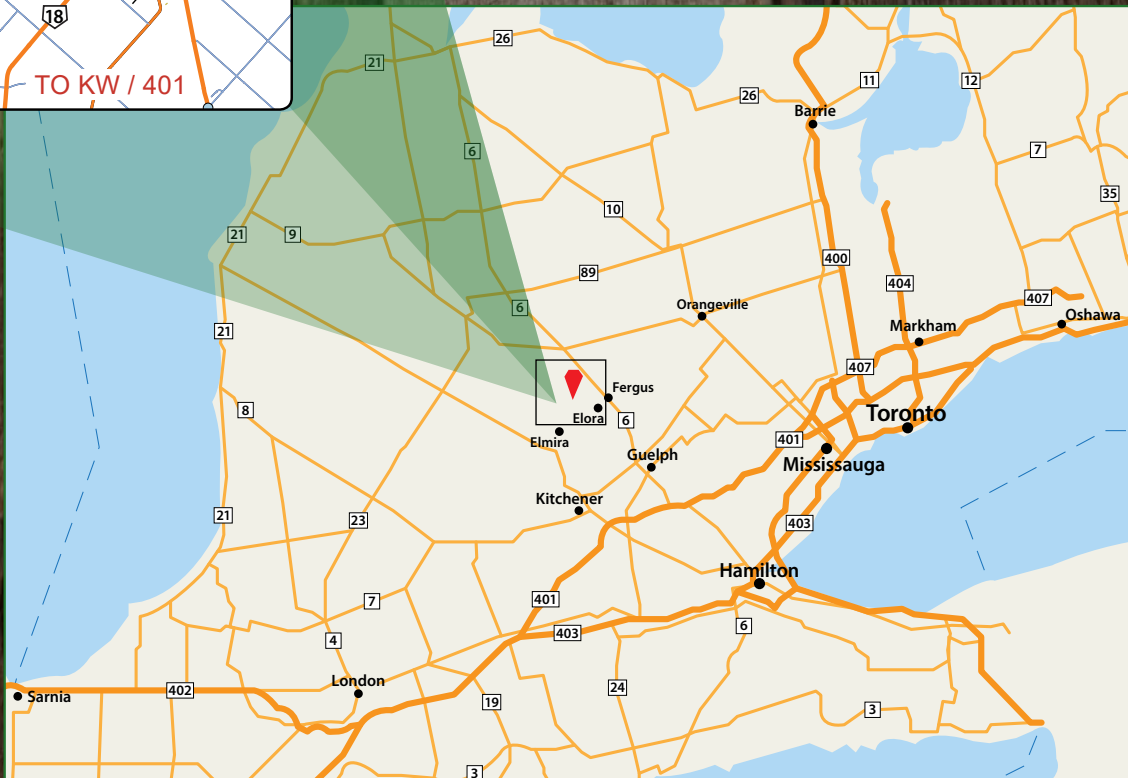 18
TO KW / 401
26
21
11
12
26
Barrie
7
6
35
10
21
9
400
89
404
407
6
Orangeville
Oshawa
Markham
21
407
Fergus
8
Elora
6
Toronto
Elmira
401
Guelph
Mississauga
Kitchener
21
23
403
Hamilton
401
7
6
403
4
London
24
402
Sarnia
19
3
3